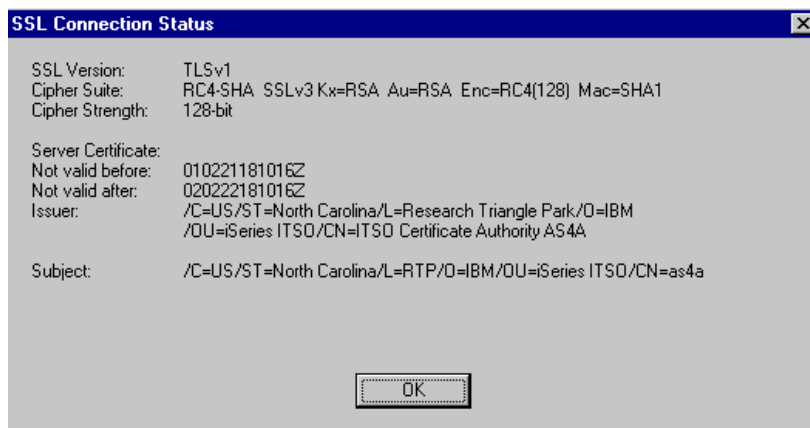 SSL Connection Status
SSL Version: TLSv1
Cipher Suite: RC4-SHA SSLv3 Kx=RSA Au=RSA Enc=RC4(128) Mac=SHA1
Cipher Strength: 128-bit
Server Certificate:
Not valid before: 010221181016Z
Not valid after: 020222181016Z
Issuer: /C=US/ST=North Carolina/L=Research Triangle Park/O=IBM
/OU=iSeries ITSO/CN=ITSO Certificate Authority AS4A
Subject: /C=US/ST=North Carolina/L=RTP/O=IBM/OU=iSeries ITSO/CN=as4a
OK